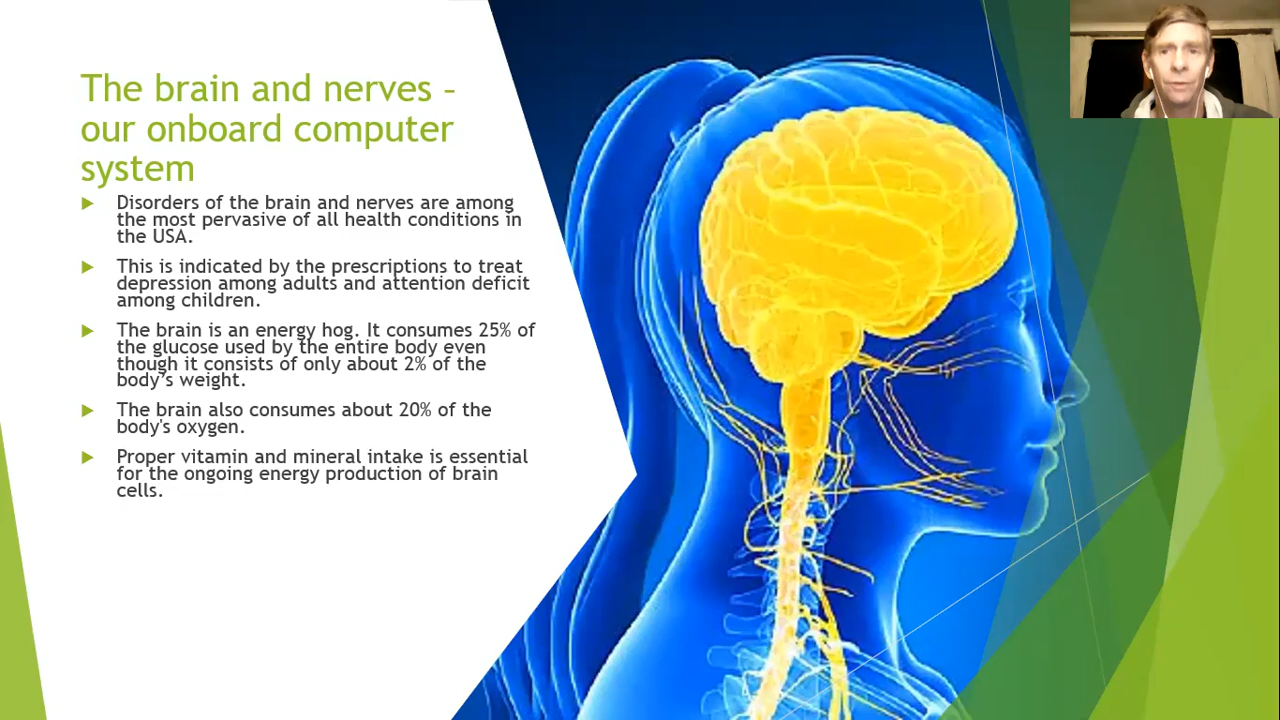 The brain and nerves –
our onboard computer
system
Disorders of the brain and nerves are among
the most pervasive of all health conditions in
the USA.
This is indicated by the prescriptions to treat
depression among adults and attention deficit
among children.
The brain is an energy hog. It consumes 25% of
the glucose used by the entire body even
though it consists of only about 2% of the
body’s weight.
The brain also consumes about 20% of the
body's oxygen.
Proper vitamin and mineral intake is essential
for the ongoing energy production of brain
cells.